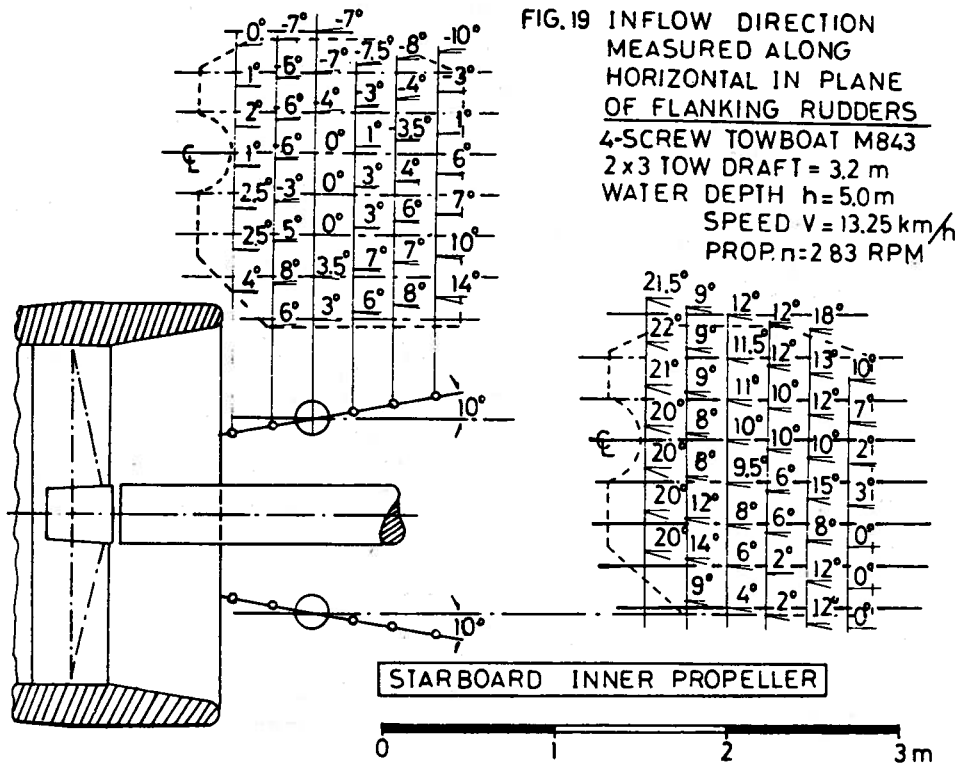 FIG. 19 INFLOW DIRECTION
MEASURED ALONG
HORIZONTAL IN PLANE
OF FLANKING RUDDERS
4-SCREW TOWBOAT M843
2 x 3 TOW DRAFT = 3,2 m
WATER DEPTH h = 5,0 m
SPEED V = 13.25 km/h
PROP. n = 283 RPM
0° -7° -7° -7,5° -8° -10°
1° -6° -7° -3° -4° -3°
2° -6° -4° 1° 3,5° 1°
℄ 1° -6° 0° 3° 4° 6°
2,5° -3° 0° 3° 6° 7°
2,5° 5° 0° 7° 7° 10°
4° 8° 3,5° 6° 8° 14°
6° 3°
10°
10°
21.5° 9° 12° 12° 18°
22° 9° 11,5° 12° 13° 10°
21° 9° 11° 10° 12° 7°
℄ 20° 8° 10° 10° 10° 2°
20° 8° 9,5° 6° 15° 3°
20° 12° 8° 6° 8° 0°
20° 14° 6° 2° 12° 0°
9° 4° 2° 12° 0°
STARBOARD INNER PROPELLER
0 1 2 3 m